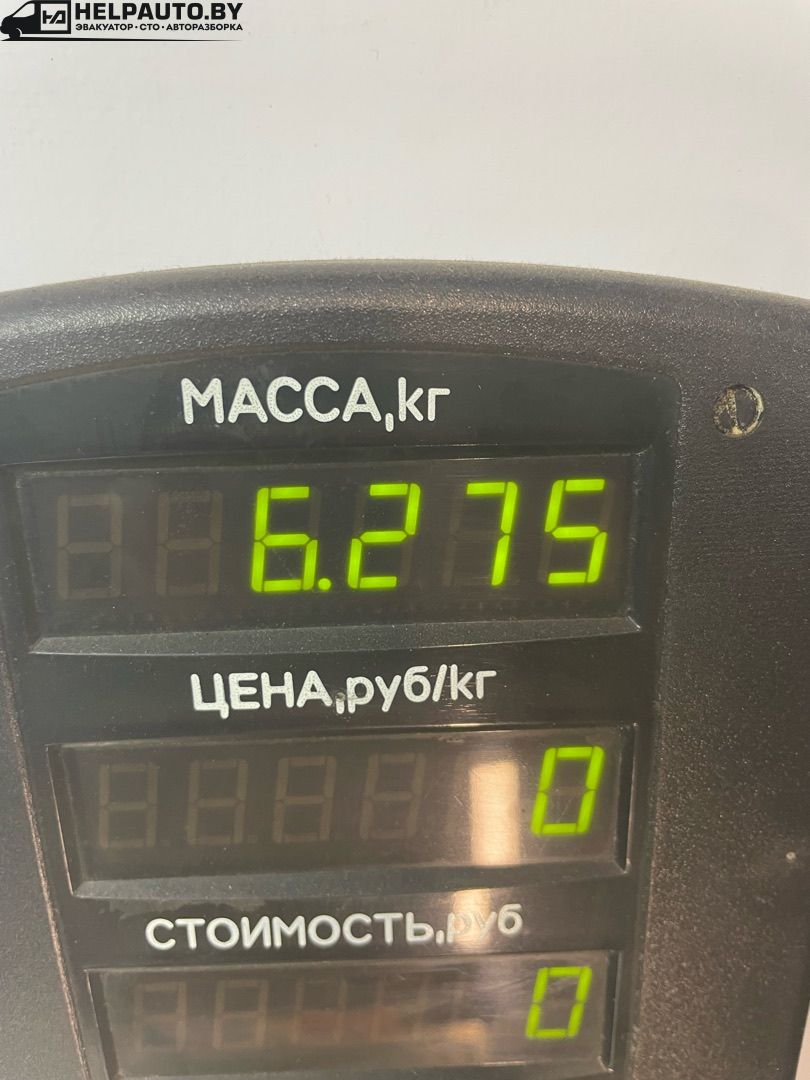 HELPAUTO.BY
ЭВАКУАТОР•СТО•АВТОРАЗБОРКА
МАССА,кг
6.275
ЦЕНА,руб/кг
0
СТОИМОСТЬ,руб
0